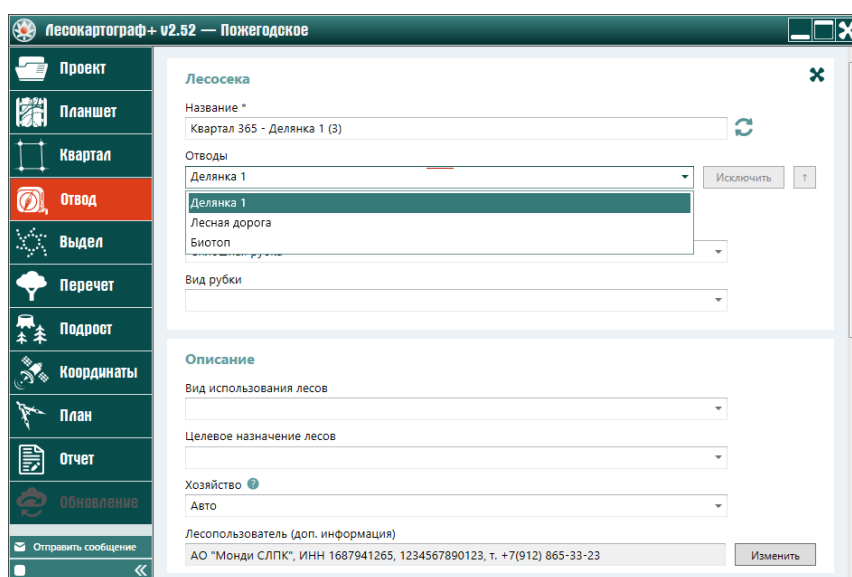 Лесокартограф+ v2.52 — Пожегодское
Проект
Планшет
Квартал
Отвод
Выдел
Перечет
Подрост
Координаты
План
Отчет
Обновление
Отправить сообщение
Лесосека
Название *
Квартал 365 - Делянка 1 (3)
Отводы
Делянка 1
Исключить ↑
Делянка 1
Лесная дорога
Биотоп
Вид рубки
Описание
Вид использования лесов
Целевое назначение лесов
Хозяйство ?
Авто
Лесопользователь (доп. информация)
АО "Монди СЛПК", ИНН 1687941265, 1234567890123, т. +7(912) 865-33-23
Изменить